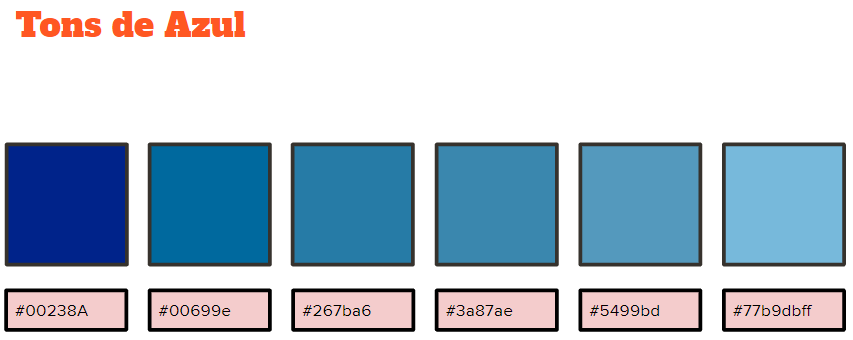 Tons de Azul
#00238A #00699e #267ba6 #3a87ae #5499bd #77b9dbff